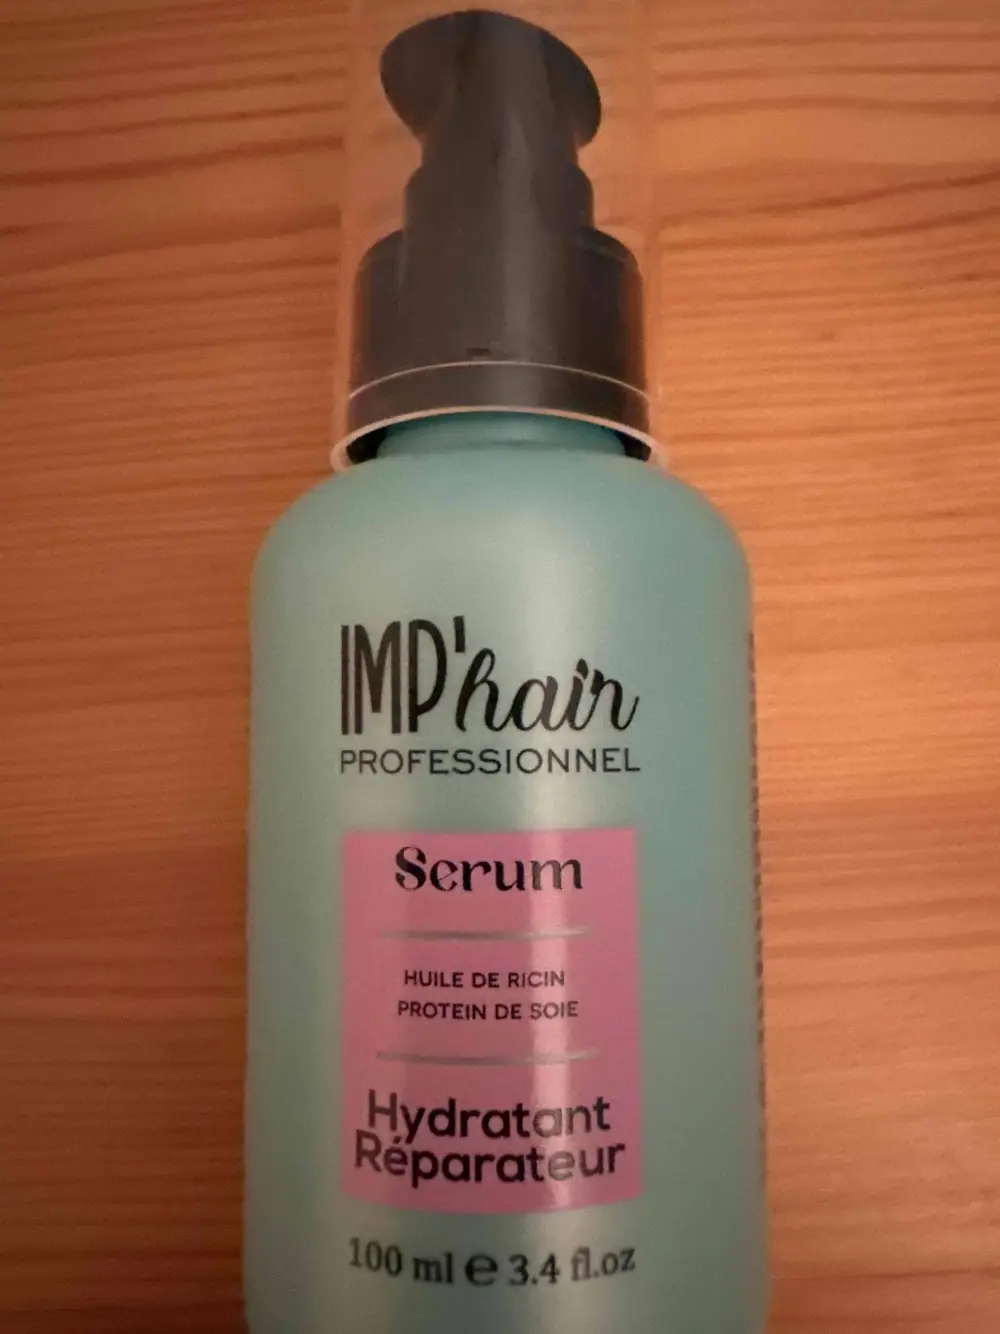 IMP'hair
PROFESSIONNEL
Serum
HUILE DE RICIN
PROTEIN DE SOIE
Hydratant
Réparateur
100 ml e 3.4 fl.oz